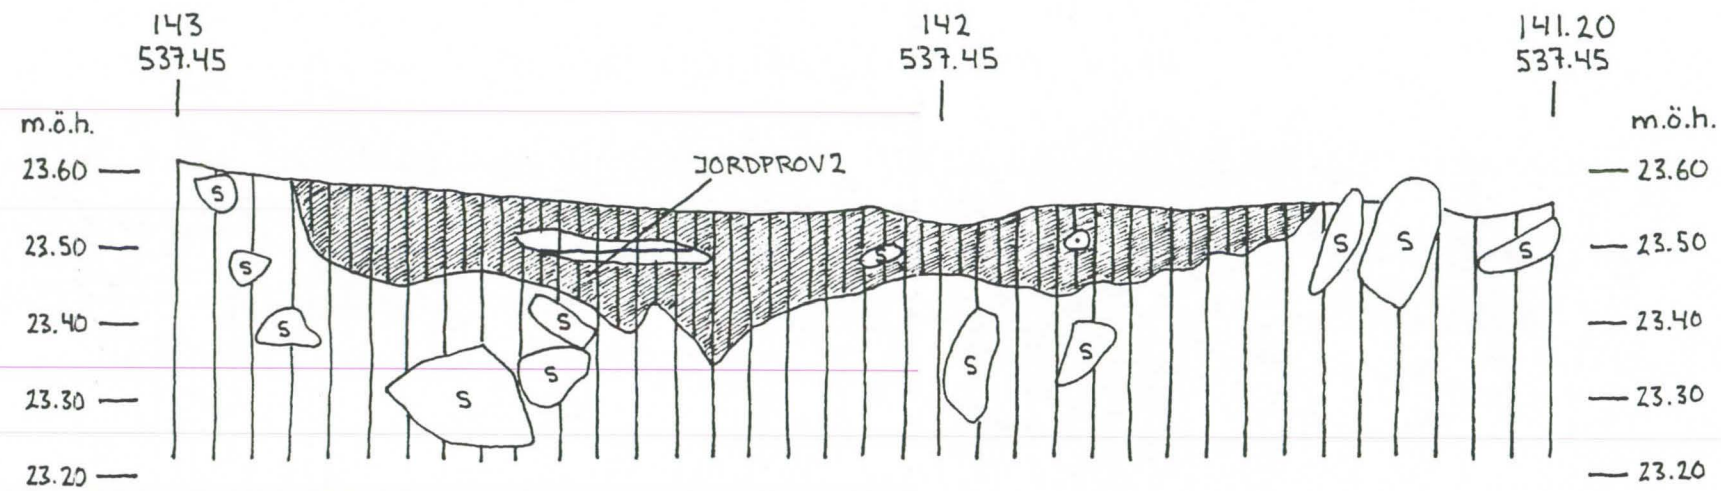 143 142 141.20
537.45 537.45 537.45
m.ö.h. m.ö.h.
JORDPROV 2
23.60 23.60
S
23.50 S S S S S 23.50
S
23.40 S S 23.40
S S
S
23.30 S 23.30
23.20 23.20